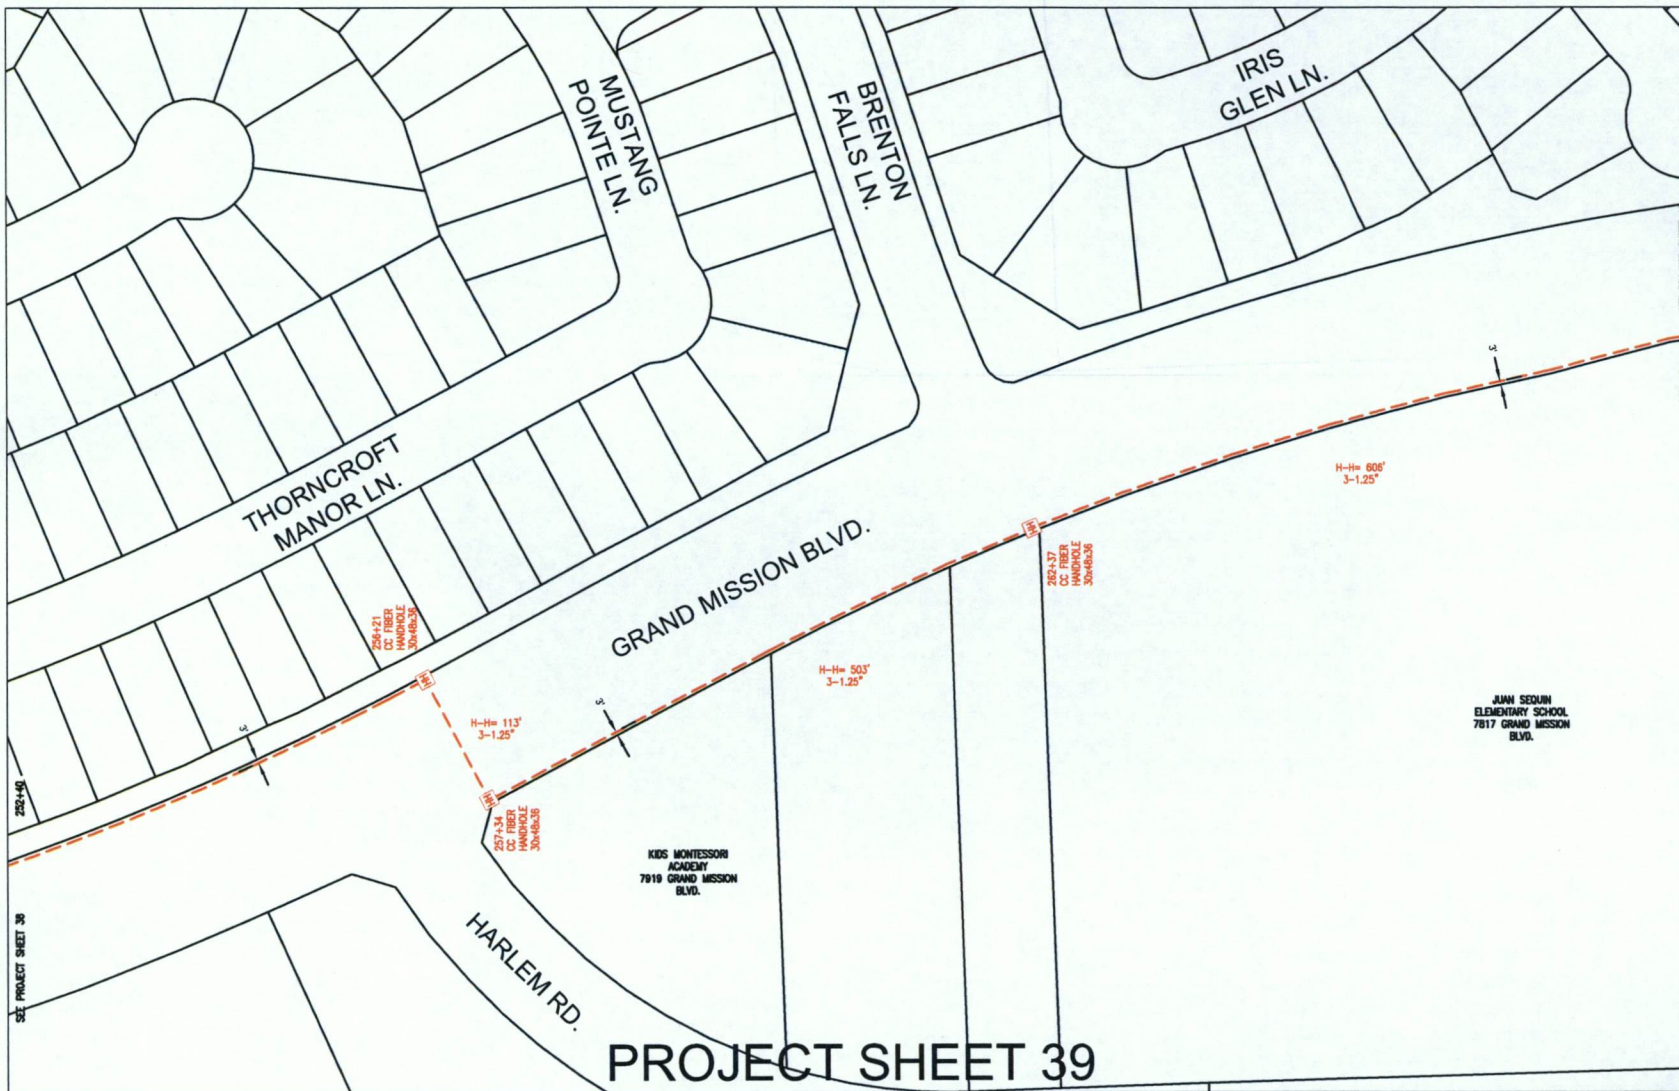 MUSTANG
POINTE LN.
BRENTON
FALLS LN.
IRIS
GLEN LN.
THORNCROFT
MANOR LN.
GRAND MISSION BLVD.
3'
H-H= 606'
3-1.25"
262+37
CC FIBER
HANDHOLE
30x48x36
HH
256+21
CC FIBER
HANDHOLE
30x48x36
HH
H-H= 113'
3-1.25"
3'
H-H= 503'
3-1.25"
3'
252+40
HH
257+34
CC FIBER
HANDHOLE
30x48x36
KIDS MONTESSORI
ACADEMY
7919 GRAND MISSION
BLVD.
JUAN SEQUIN
ELEMENTARY SCHOOL
7817 GRAND MISSION
BLVD.
SEE PROJECT SHEET 38
HARLEM RD.
PROJECT SHEET 39